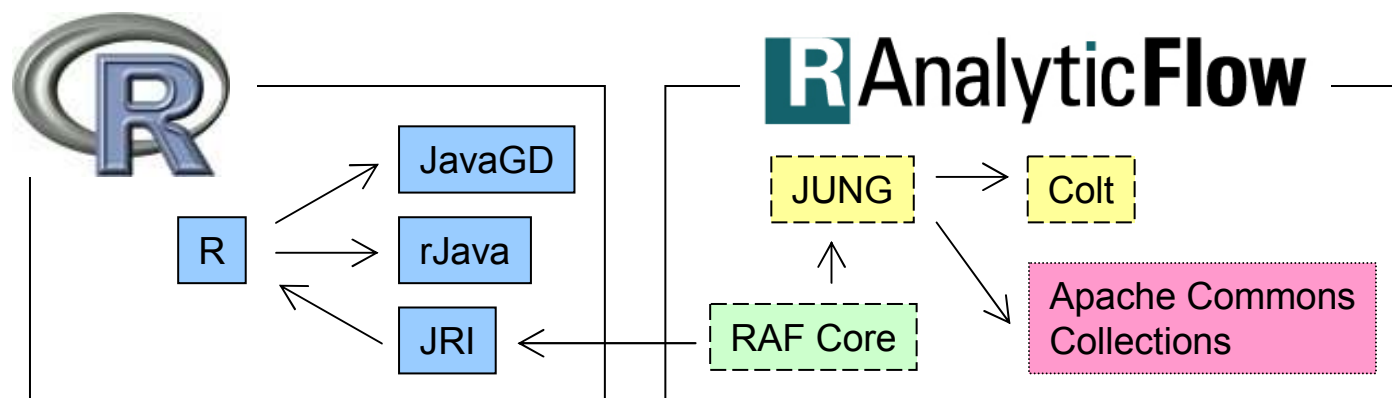 R
RAnalyticFlow
JavaGD
JUNG
Colt
R
rJava
Apache Commons
Collections
JRI
RAF Core